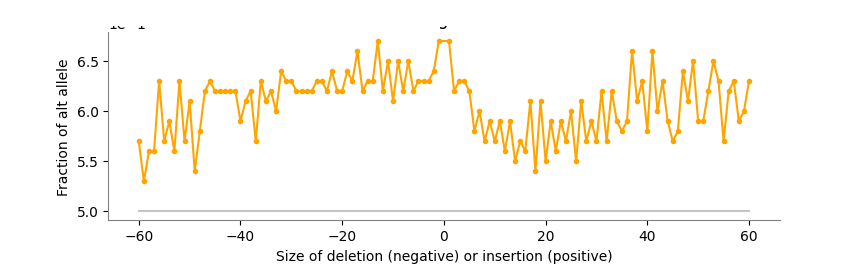 6.5
6.0
5.5
5.0
Fraction of alt allele
−60 −40 −20 0 20 40 60
Size of deletion (negative) or insertion (positive)